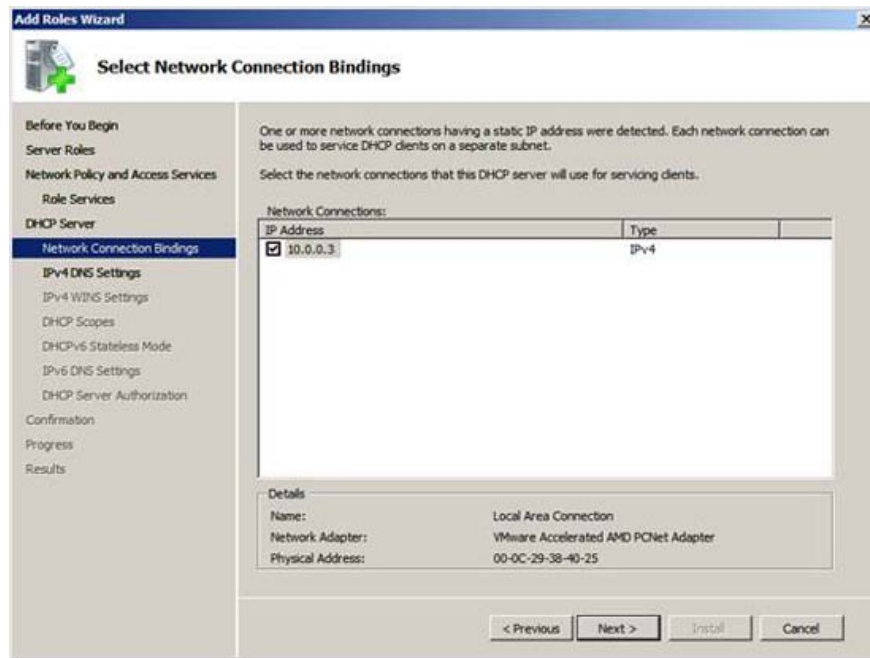 Add Roles Wizard
Select Network Connection Bindings
Before You Begin
Server Roles
Network Policy and Access Services
Role Services
DHCP Server
Network Connection Bindings
IPv4 DNS Settings
IPv4 WINS Settings
DHCP Scopes
DHCPv6 Stateless Mode
IPv6 DNS Settings
DHCP Server Authorization
Confirmation
Progress
Results
One or more network connections having a static IP address were detected. Each network connection can
be used to service DHCP clients on a separate subnet.
Select the network connections that this DHCP server will use for servicing clients.
Network Connections:
IP Address Type
10.0.0.3 IPv4
Details
Name: Local Area Connection
Network Adapter: VMware Accelerated AMD PCNet Adapter
Physical Address: 00-0C-29-38-40-25
< Previous Next > Install Cancel